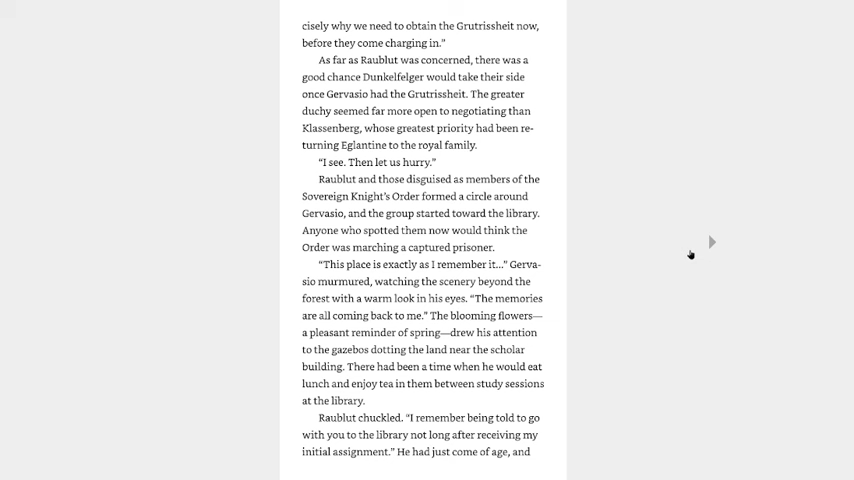 cisely why we need to obtain the Grutrissheit now,
before they come charging in.”
As far as Raublut was concerned, there was a
good chance Dunkelfelger would take their side
once Gervasio had the Grutrissheit. The greater
duchy seemed far more open to negotiating than
Klassenberg, whose greatest priority had been re-
turning Eglantine to the royal family.
“I see. Then let us hurry.”
Raublut and those disguised as members of the
Sovereign Knight’s Order formed a circle around
Gervasio, and the group started toward the library.
Anyone who spotted them now would think the
Order was marching a captured prisoner.
“This place is exactly as I remember it...” Gerva-
sio murmured, watching the scenery beyond the
forest with a warm look in his eyes. “The memories
are all coming back to me.” The blooming flowers—
a pleasant reminder of spring—drew his attention
to the gazebos dotting the land near the scholar
building. There had been a time when he would eat
lunch and enjoy tea in them between study sessions
at the library.
Raublut chuckled. “I remember being told to go
with you to the library not long after receiving my
initial assignment.” He had just come of age, and